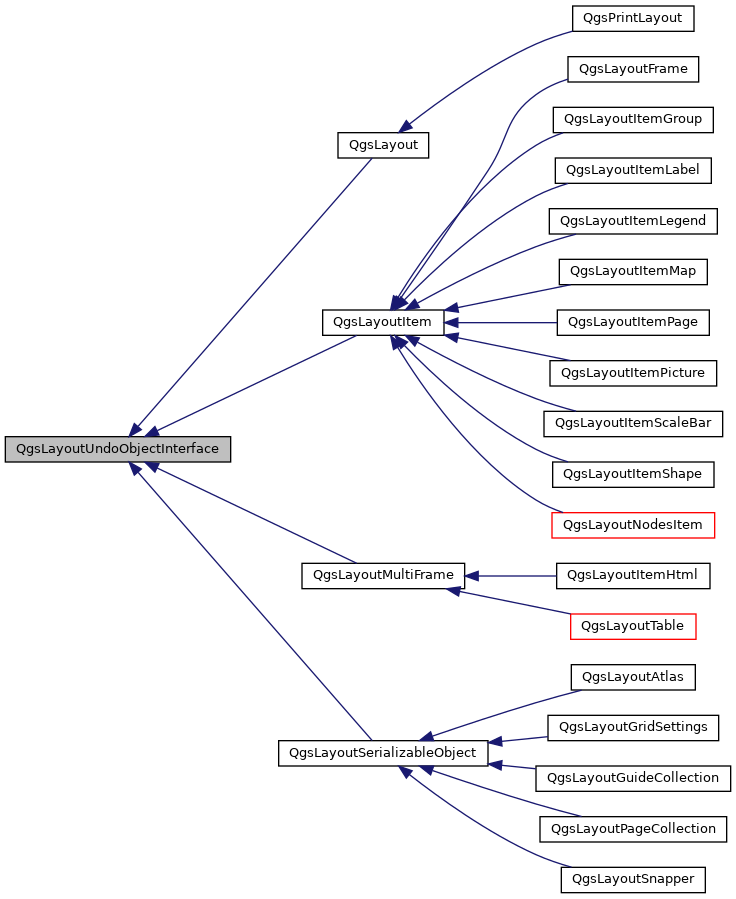 QgsPrintLayout
QgsLayoutFrame
QgsLayoutItemGroup
QgsLayout
QgsLayoutItemLabel
QgsLayoutItemLegend
QgsLayoutItemMap
QgsLayoutItem
QgsLayoutItemPage
QgsLayoutItemPicture
QgsLayoutItemScaleBar
QgsLayoutUndoObjectInterface
QgsLayoutItemShape
QgsLayoutNodesItem
QgsLayoutMultiFrame
QgsLayoutItemHtml
QgsLayoutTable
QgsLayoutAtlas
QgsLayoutGridSettings
QgsLayoutSerializableObject
QgsLayoutGuideCollection
QgsLayoutPageCollection
QgsLayoutSnapper